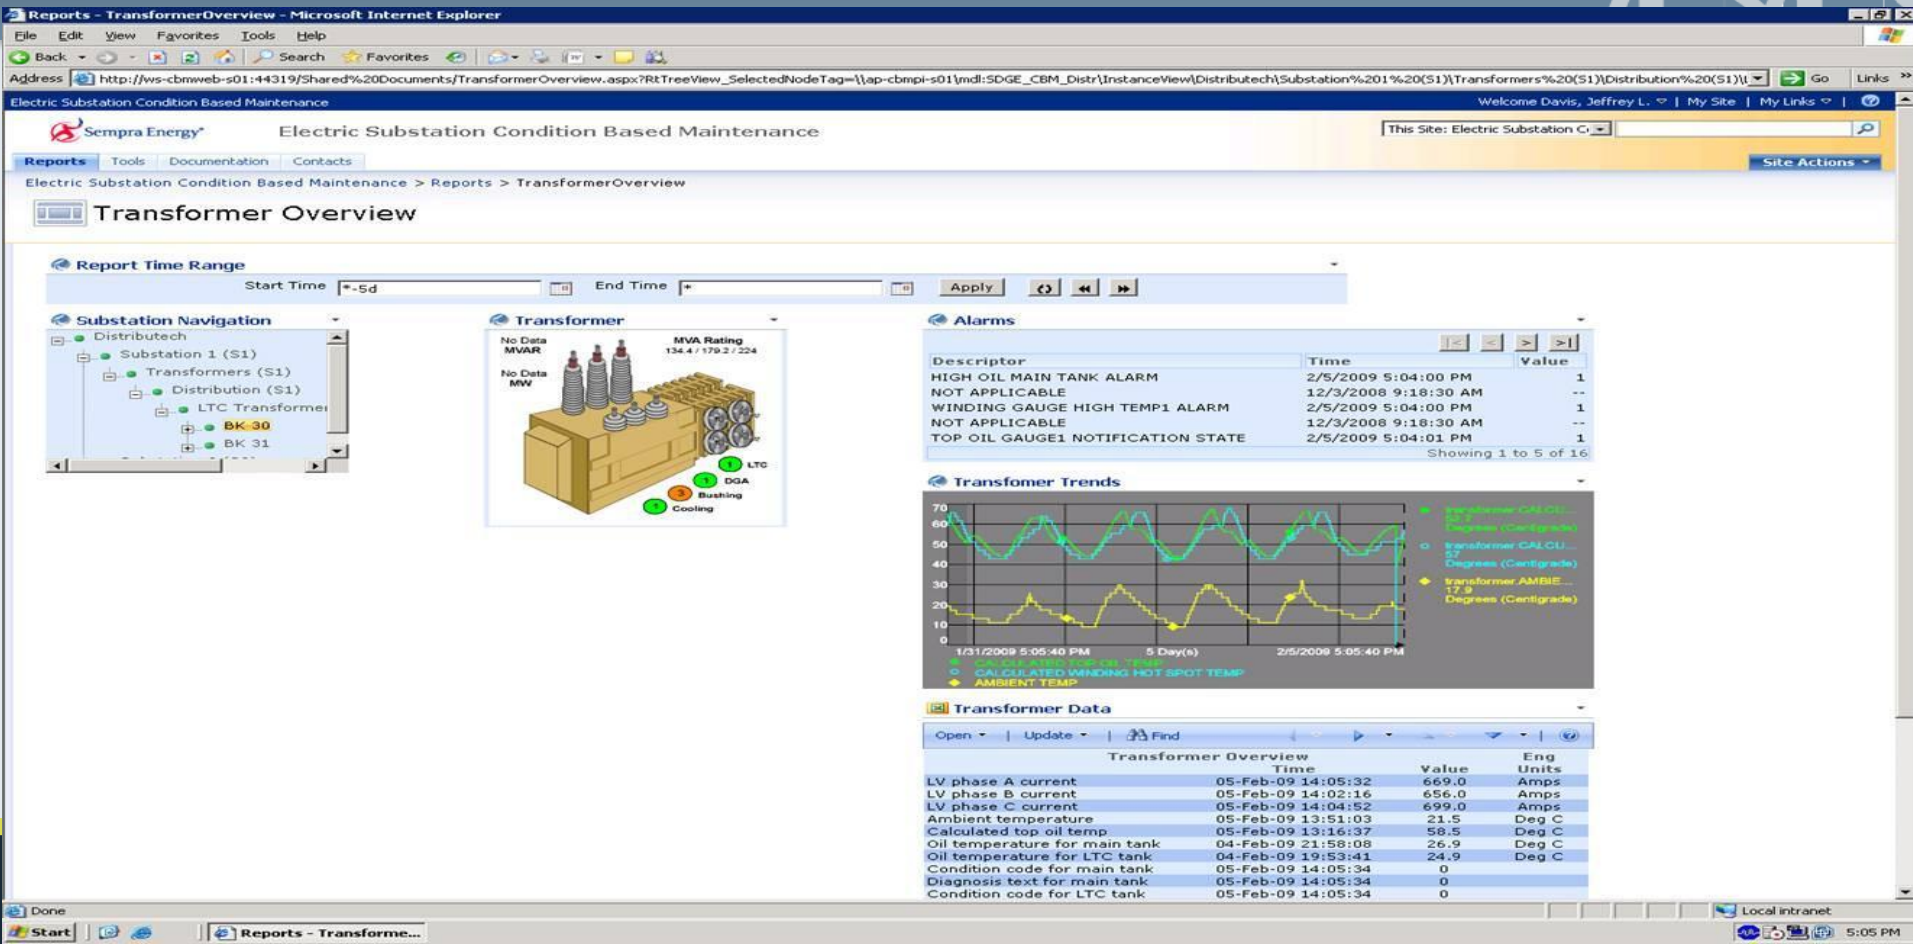 Reports - TransformerOverview - Microsoft Internet Explorer
File Edit View Favorites Tools Help
Back Search Favorites
Address http://ws-cbmweb-s01:44319/Shared%20Documents/TransformerOverview.aspx?RtTreeView_SelectedNodeTag=\\ap-cbmpi-s01\mdl:SDGE_CBM_Distr\InstanceView\Distributech\Substation%201%20(S1)\Transformers%20(S1)\Distribution%20(S1)\ Go Links »
Electric Substation Condition Based Maintenance Welcome Davis, Jeffrey L. | My Site | My Links |
Sempra Energy® Electric Substation Condition Based Maintenance This Site: Electric Substation
Reports Tools Documentation Contacts Site Actions
Electric Substation Condition Based Maintenance > Reports > TransformerOverview
Transformer Overview
Report Time Range
Start Time *-5d End Time * Apply
Substation Navigation
Distributech
Substation 1 (S1)
Transformers (S1)
Distribution (S1)
LTC Transformer
BK 30
BK 31
Transformer
No Data
MVAR
MVA Rating
134.4 / 179.2 / 224
No Data
MW
1 LTC
1 DGA
3 Bushing
1 Cooling
Alarms
|< < > >|
Descriptor Time Value
HIGH OIL MAIN TANK ALARM 2/5/2009 5:04:00 PM 1
NOT APPLICABLE 12/3/2008 9:18:30 AM --
WINDING GAUGE HIGH TEMP1 ALARM 2/5/2009 5:04:00 PM 1
NOT APPLICABLE 12/3/2008 9:18:30 AM --
TOP OIL GAUGE1 NOTIFICATION STATE 2/5/2009 5:04:01 PM 1
Showing 1 to 5 of 16
Transfomer Trends
70
60
50
40
30
20
10
0
transformer.CALCU...
Degrees (Centigrade)
transformer.CALCU...
57
Degrees (Centigrade)
transformer.AMBIE...
17.9
Degrees (Centigrade)
1/31/2009 5:05:40 PM 5 Day(s) 2/5/2009 5:05:40 PM
CALCULATED TOP OIL TEMP
CALCULATED WINDING HOT SPOT TEMP
AMBIENT TEMP
Transformer Data
Open | Update | Find
Transformer Overview Eng
Time Value Units
LV phase A current 05-Feb-09 14:05:32 669.0 Amps
LV phase B current 05-Feb-09 14:02:16 656.0 Amps
LV phase C current 05-Feb-09 14:04:52 699.0 Amps
Ambient temperature 05-Feb-09 13:51:03 21.5 Deg C
Calculated top oil temp 05-Feb-09 13:16:37 58.5 Deg C
Oil temperature for main tank 04-Feb-09 21:58:08 26.9 Deg C
Oil temperature for LTC tank 04-Feb-09 19:53:41 24.9 Deg C
Condition code for main tank 05-Feb-09 14:05:34 0
Diagnosis text for main tank 05-Feb-09 14:05:34 0
Condition code for LTC tank 05-Feb-09 14:05:34 0
Done Local intranet
Start Reports - Transforme... 5:05 PM